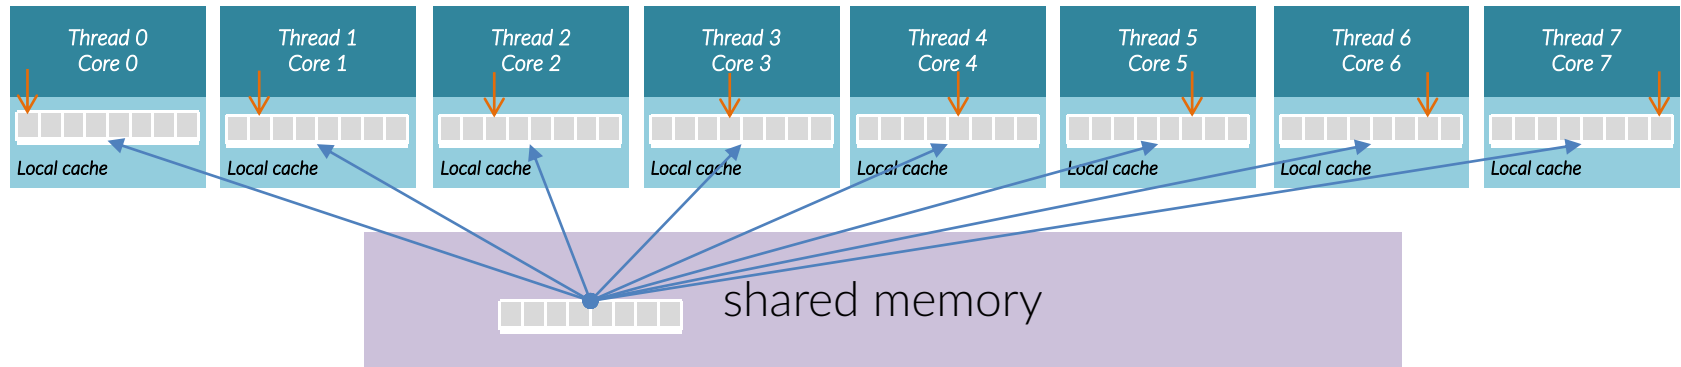 Thread 0
Core 0
Thread 1
Core 1
Thread 2
Core 2
Thread 3
Core 3
Thread 4
Core 4
Thread 5
Core 5
Thread 6
Core 6
Thread 7
Core 7
Local cache
Local cache
Local cache
Local cache
Local cache
Local cache
Local cache
Local cache
shared memory